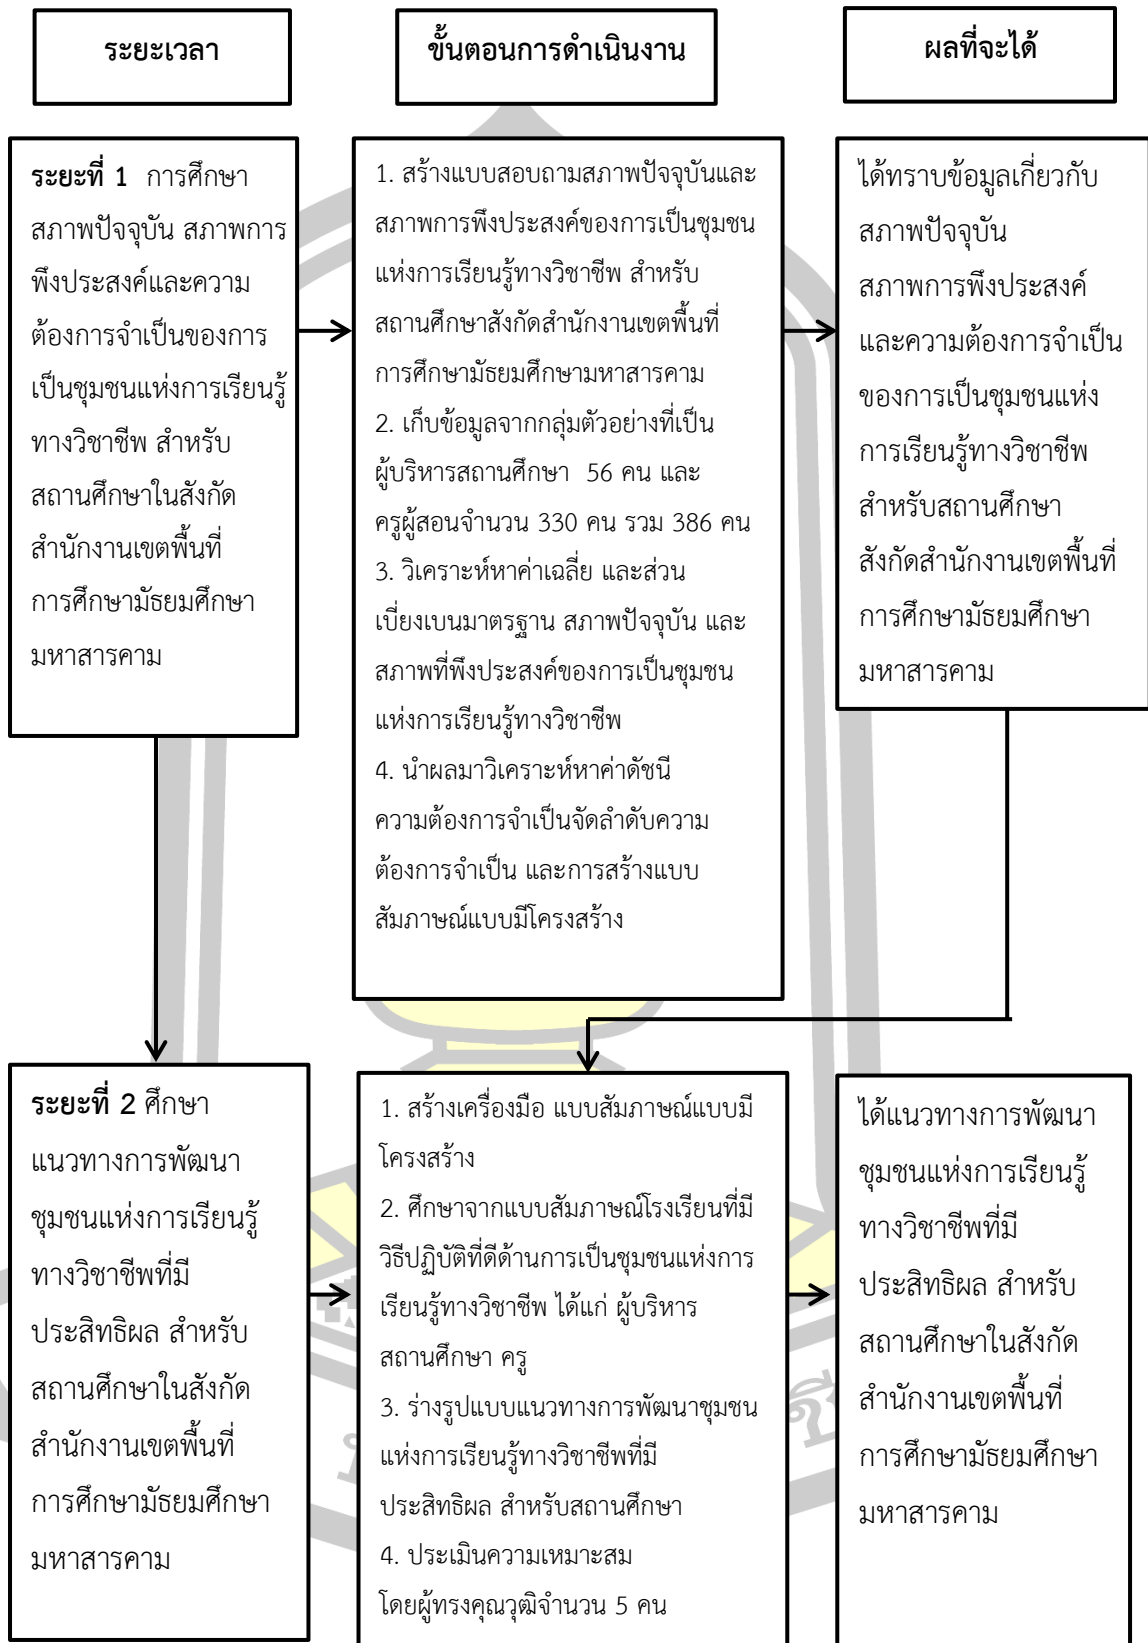 ระยะเวลา
ขั้นตอนการดำเนินงาน
ผลที่จะได้
ระยะที่ 1 การศึกษา
สภาพปัจจุบัน สภาพการ
พึงประสงค์และความ
ต้องการจำเป็นของการ
เป็นชุมชนแห่งการเรียนรู้
ทางวิชาชีพ สำหรับ
สถานศึกษาในสังกัด
สำนักงานเขตพื้นที่
การศึกษามัธยมศึกษา
มหาสารคาม
1. สร้างแบบสอบถามสภาพปัจจุบันและ
สภาพการพึงประสงค์ของการเป็นชุมชน
แห่งการเรียนรู้ทางวิชาชีพ สำหรับ
สถานศึกษาสังกัดสำนักงานเขตพื้นที่
การศึกษามัธยมศึกษามหาสารคาม
2. เก็บข้อมูลจากกลุ่มตัวอย่างที่เป็น
ผู้บริหารสถานศึกษา 56 คน และ
ครูผู้สอนจำนวน 330 คน รวม 386 คน
3. วิเคราะห์หาค่าเฉลี่ย และส่วน
เบี่ยงเบนมาตรฐาน สภาพปัจจุบัน และ
สภาพที่พึงประสงค์ของการเป็นชุมชน
แห่งการเรียนรู้ทางวิชาชีพ
4. นำผลมาวิเคราะห์หาค่าดัชนี
ความต้องการจำเป็นจัดลำดับความ
ต้องการจำเป็น และการสร้างแบบ
สัมภาษณ์แบบมีโครงสร้าง
ได้ทราบข้อมูลเกี่ยวกับ
สภาพปัจจุบัน
สภาพการพึงประสงค์
และความต้องการจำเป็น
ของการเป็นชุมชนแห่ง
การเรียนรู้ทางวิชาชีพ
สำหรับสถานศึกษา
สังกัดสำนักงานเขตพื้นที่
การศึกษามัธยมศึกษา
มหาสารคาม
ระยะที่ 2 ศึกษา
แนวทางการพัฒนา
ชุมชนแห่งการเรียนรู้
ทางวิชาชีพที่มี
ประสิทธิผล สำหรับ
สถานศึกษาในสังกัด
สำนักงานเขตพื้นที่
การศึกษามัธยมศึกษา
มหาสารคาม
1. สร้างเครื่องมือ แบบสัมภาษณ์แบบมี
โครงสร้าง
2. ศึกษาจากแบบสัมภาษณ์โรงเรียนที่มี
วิธีปฏิบัติที่ดีด้านการเป็นชุมชนแห่งการ
เรียนรู้ทางวิชาชีพ ได้แก่ ผู้บริหาร
สถานศึกษา ครู
3. ร่างรูปแบบแนวทางการพัฒนาชุมชน
แห่งการเรียนรู้ทางวิชาชีพที่มี
ประสิทธิผล สำหรับสถานศึกษา
4. ประเมินความเหมาะสม
โดยผู้ทรงคุณวุฒิจำนวน 5 คน
ได้แนวทางการพัฒนา
ชุมชนแห่งการเรียนรู้
ทางวิชาชีพที่มี
ประสิทธิผล สำหรับ
สถานศึกษาในสังกัด
สำนักงานเขตพื้นที่
การศึกษามัธยมศึกษา
มหาสารคาม